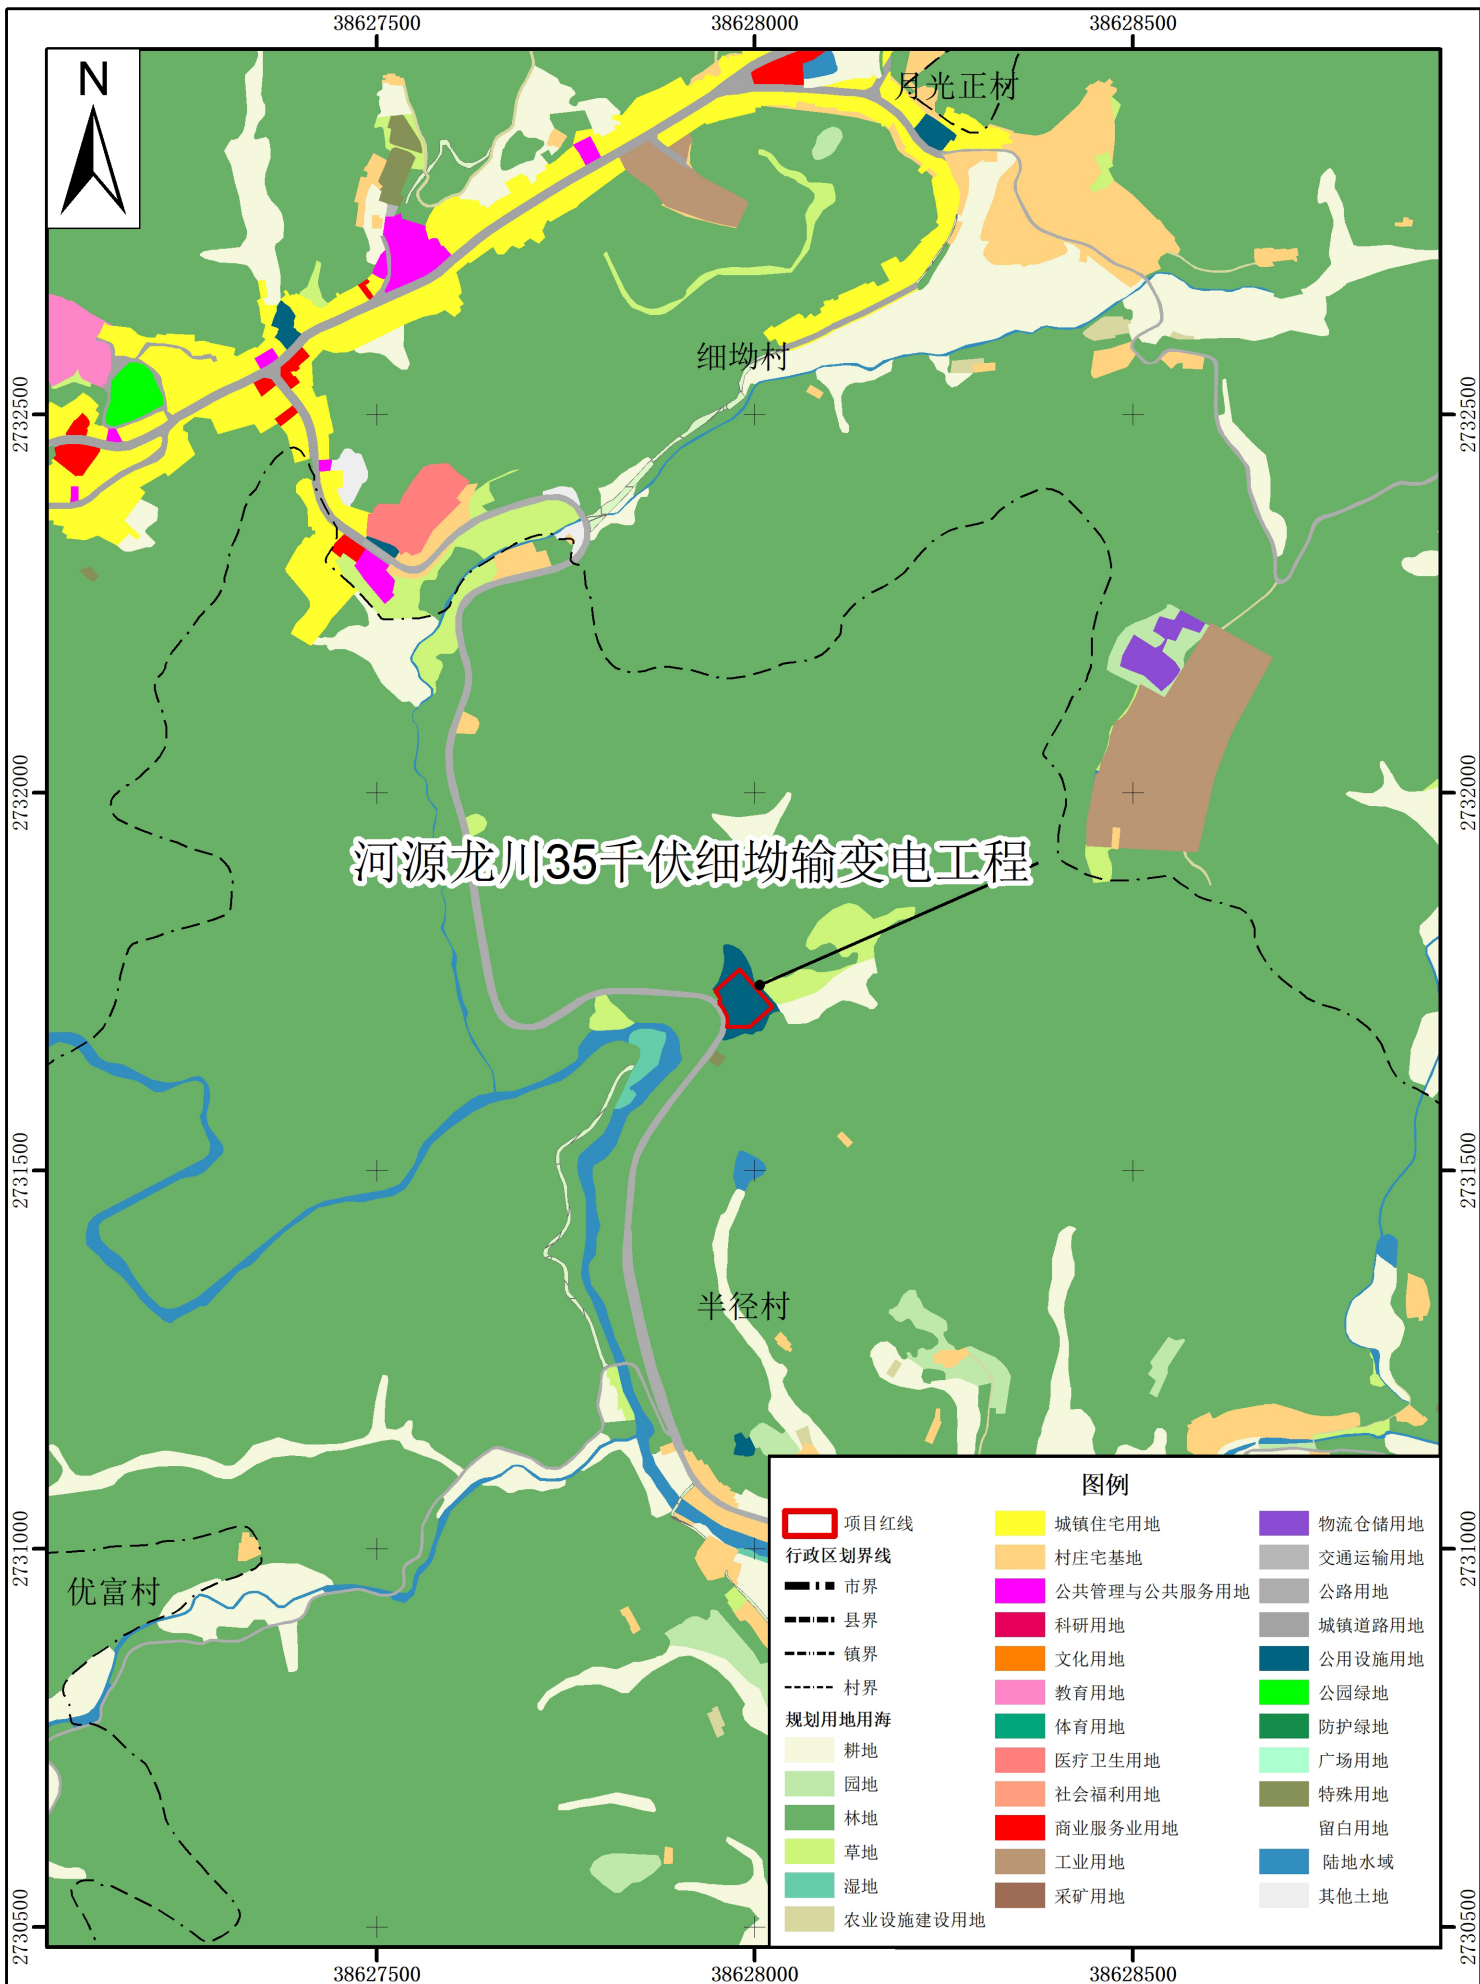 38627500
38628000
38628500
N
月光正村
细坳村
2732500
2732500
2732000
2732000
河源龙川35千伏细坳输变电工程
2731500
2731500
半径村
2731000
2731000
优富村
2730500
2730500
图例
项目红线
行政区划界线
市界
县界
镇界
村界
规划用地用海
耕地
园地
林地
草地
湿地
农业设施建设用地
城镇住宅用地
村庄宅基地
公共管理与公共服务用地
科研用地
文化用地
教育用地
体育用地
医疗卫生用地
社会福利用地
商业服务业用地
工业用地
采矿用地
物流仓储用地
交通运输用地
公路用地
城镇道路用地
公用设施用地
公园绿地
防护绿地
广场用地
特殊用地
留白用地
陆地水域
其他土地
38627500
38628000
38628500